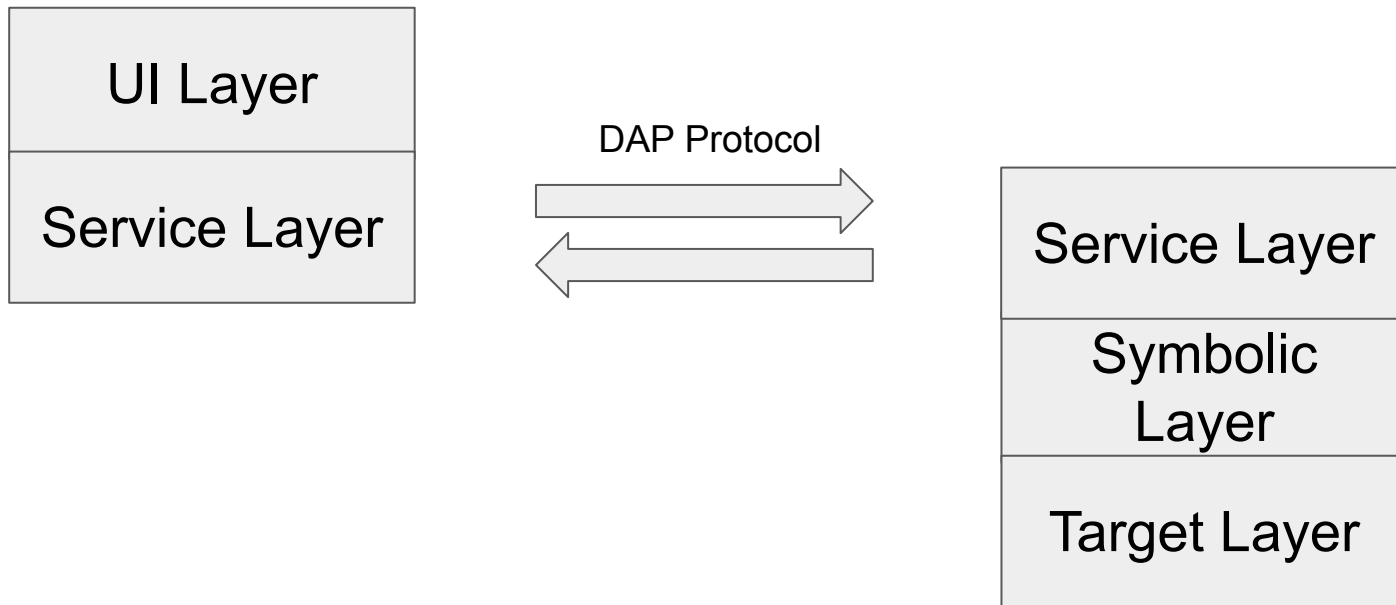 UI Layer
Service Layer
DAP Protocol
Service Layer
Symbolic
Layer
Target Layer